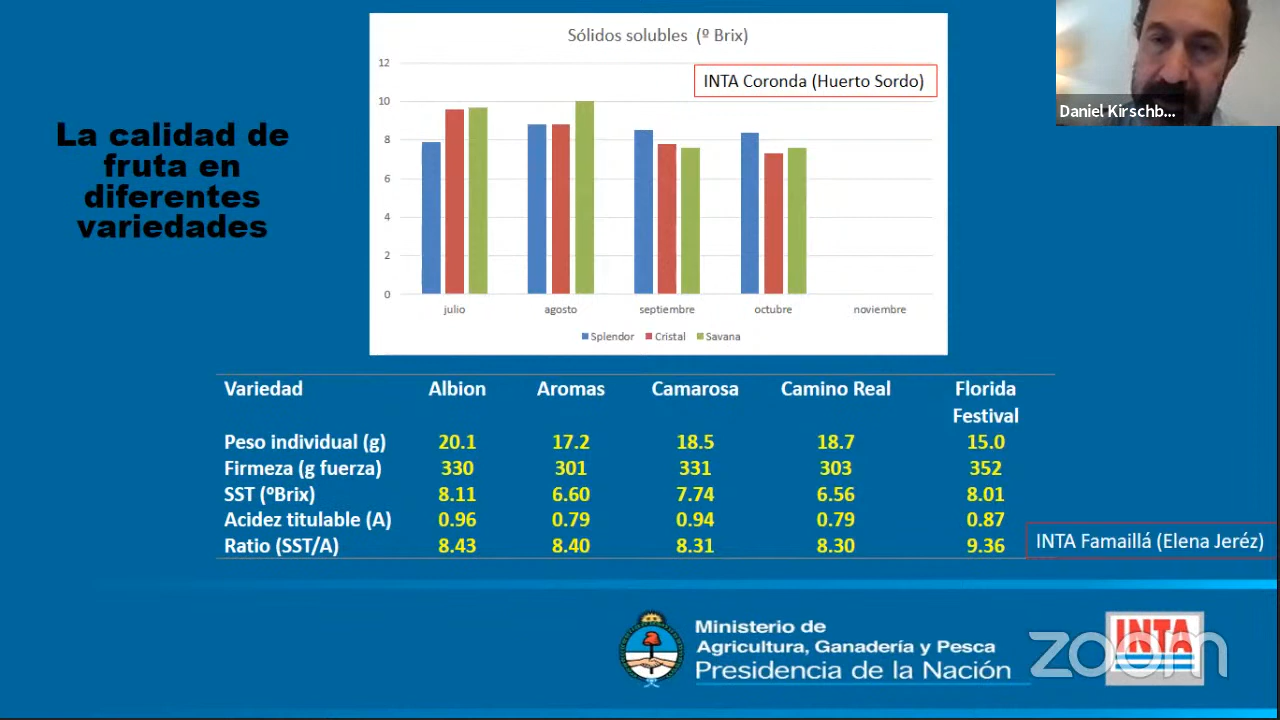 Sólidos solubles (º Brix)
INTA Coronda (Huerto Sordo)
12
10
8
6
4
2
0
julio agosto septiembre octubre noviembre
Splendor Cristal Savana
Daniel Kirschb...
La calidad de
fruta en
diferentes
variedades
Variedad Albion Aromas Camarosa Camino Real Florida
Festival
Peso individual (g) 20.1 17.2 18.5 18.7 15.0
Firmeza (g fuerza) 330 301 331 303 352
SST (ºBrix) 8.11 6.60 7.74 6.56 8.01
Acidez titulable (A) 0.96 0.79 0.94 0.79 0.87
Ratio (SST/A) 8.43 8.40 8.31 8.30 9.36
INTA Famaillá (Elena Jeréz)
Ministerio de
Agricultura, Ganadería y Pesca
Presidencia de la Nación
INTA
zoom